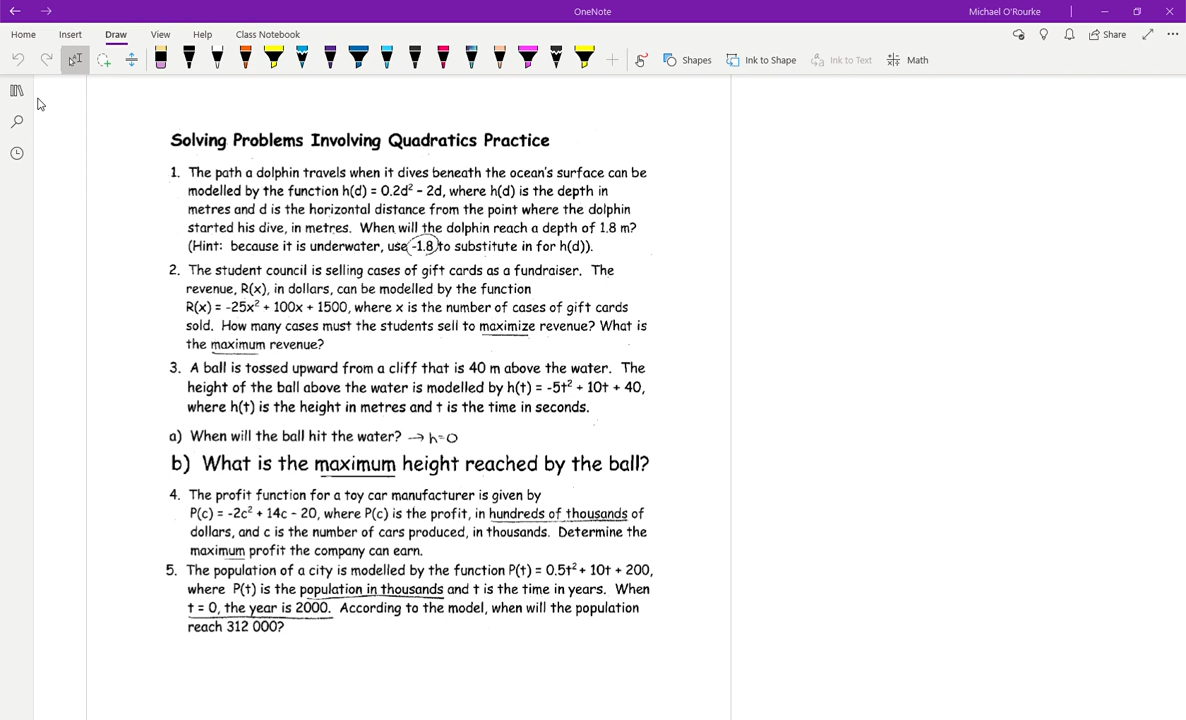 OneNote
Michael O'Rourke
Home Insert Draw View Help Class Notebook
Share
Shapes Ink to Shape Ink to Text Math
Solving Problems Involving Quadratics Practice
1. The path a dolphin travels when it dives beneath the ocean's surface can be
modelled by the function h(d) = 0.2d² - 2d, where h(d) is the depth in
metres and d is the horizontal distance from the point where the dolphin
started his dive, in metres. When will the dolphin reach a depth of 1.8 m?
(Hint: because it is underwater, use -1.8 to substitute in for h(d)).
2. The student council is selling cases of gift cards as a fundraiser. The
revenue, R(x), in dollars, can be modelled by the function
R(x) = -25x² + 100x + 1500, where x is the number of cases of gift cards
sold. How many cases must the students sell to maximize revenue? What is
the maximum revenue?
3. A ball is tossed upward from a cliff that is 40 m above the water. The
height of the ball above the water is modelled by h(t) = -5t² + 10t + 40,
where h(t) is the height in metres and t is the time in seconds.
a) When will the ball hit the water? → h=0
b) What is the maximum height reached by the ball?
4. The profit function for a toy car manufacturer is given by
P(c) = -2c² + 14c - 20, where P(c) is the profit, in hundreds of thousands of
dollars, and c is the number of cars produced, in thousands. Determine the
maximum profit the company can earn.
5. The population of a city is modelled by the function P(t) = 0.5t² + 10t + 200,
where P(t) is the population in thousands and t is the time in years. When
t = 0, the year is 2000. According to the model, when will the population
reach 312 000?